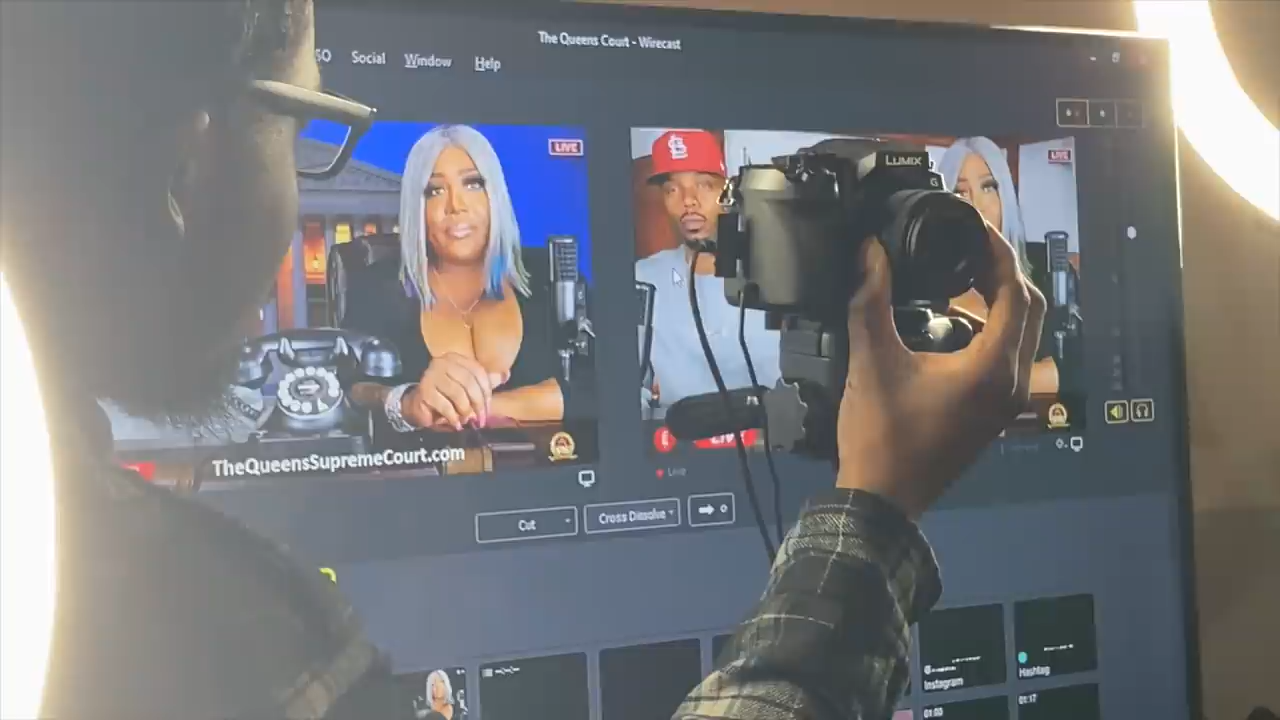 The Queens Court - Wirecast
Social Window Help
LIVE
LIVE
LUMIX
G
TheQueensSupremeCourt.com
LIVE
Live
Cut
Cross Dissolve
Instagram
Hashtag
01:00
01:17